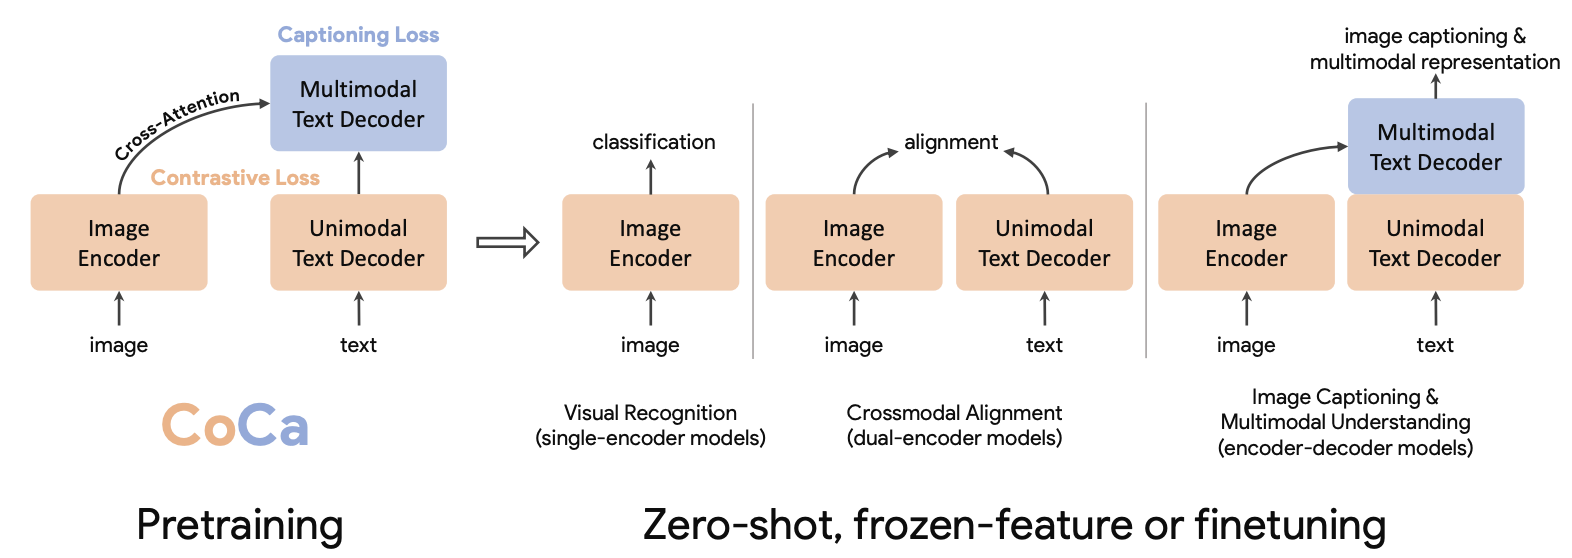 Captioning Loss
Multimodal
Text Decoder
Cross-Attention
Contrastive Loss
Image
Encoder
Unimodal
Text Decoder
image
text
CoCa
Pretraining
classification
Image
Encoder
image
Visual Recognition
(single-encoder models)
alignment
Image
Encoder
Unimodal
Text Decoder
image
text
Crossmodal Alignment
(dual-encoder models)
image captioning &
multimodal representation
Multimodal
Text Decoder
Image
Encoder
Unimodal
Text Decoder
image
text
Image Captioning &
Multimodal Understanding
(encoder-decoder models)
Zero-shot, frozen-feature or finetuning